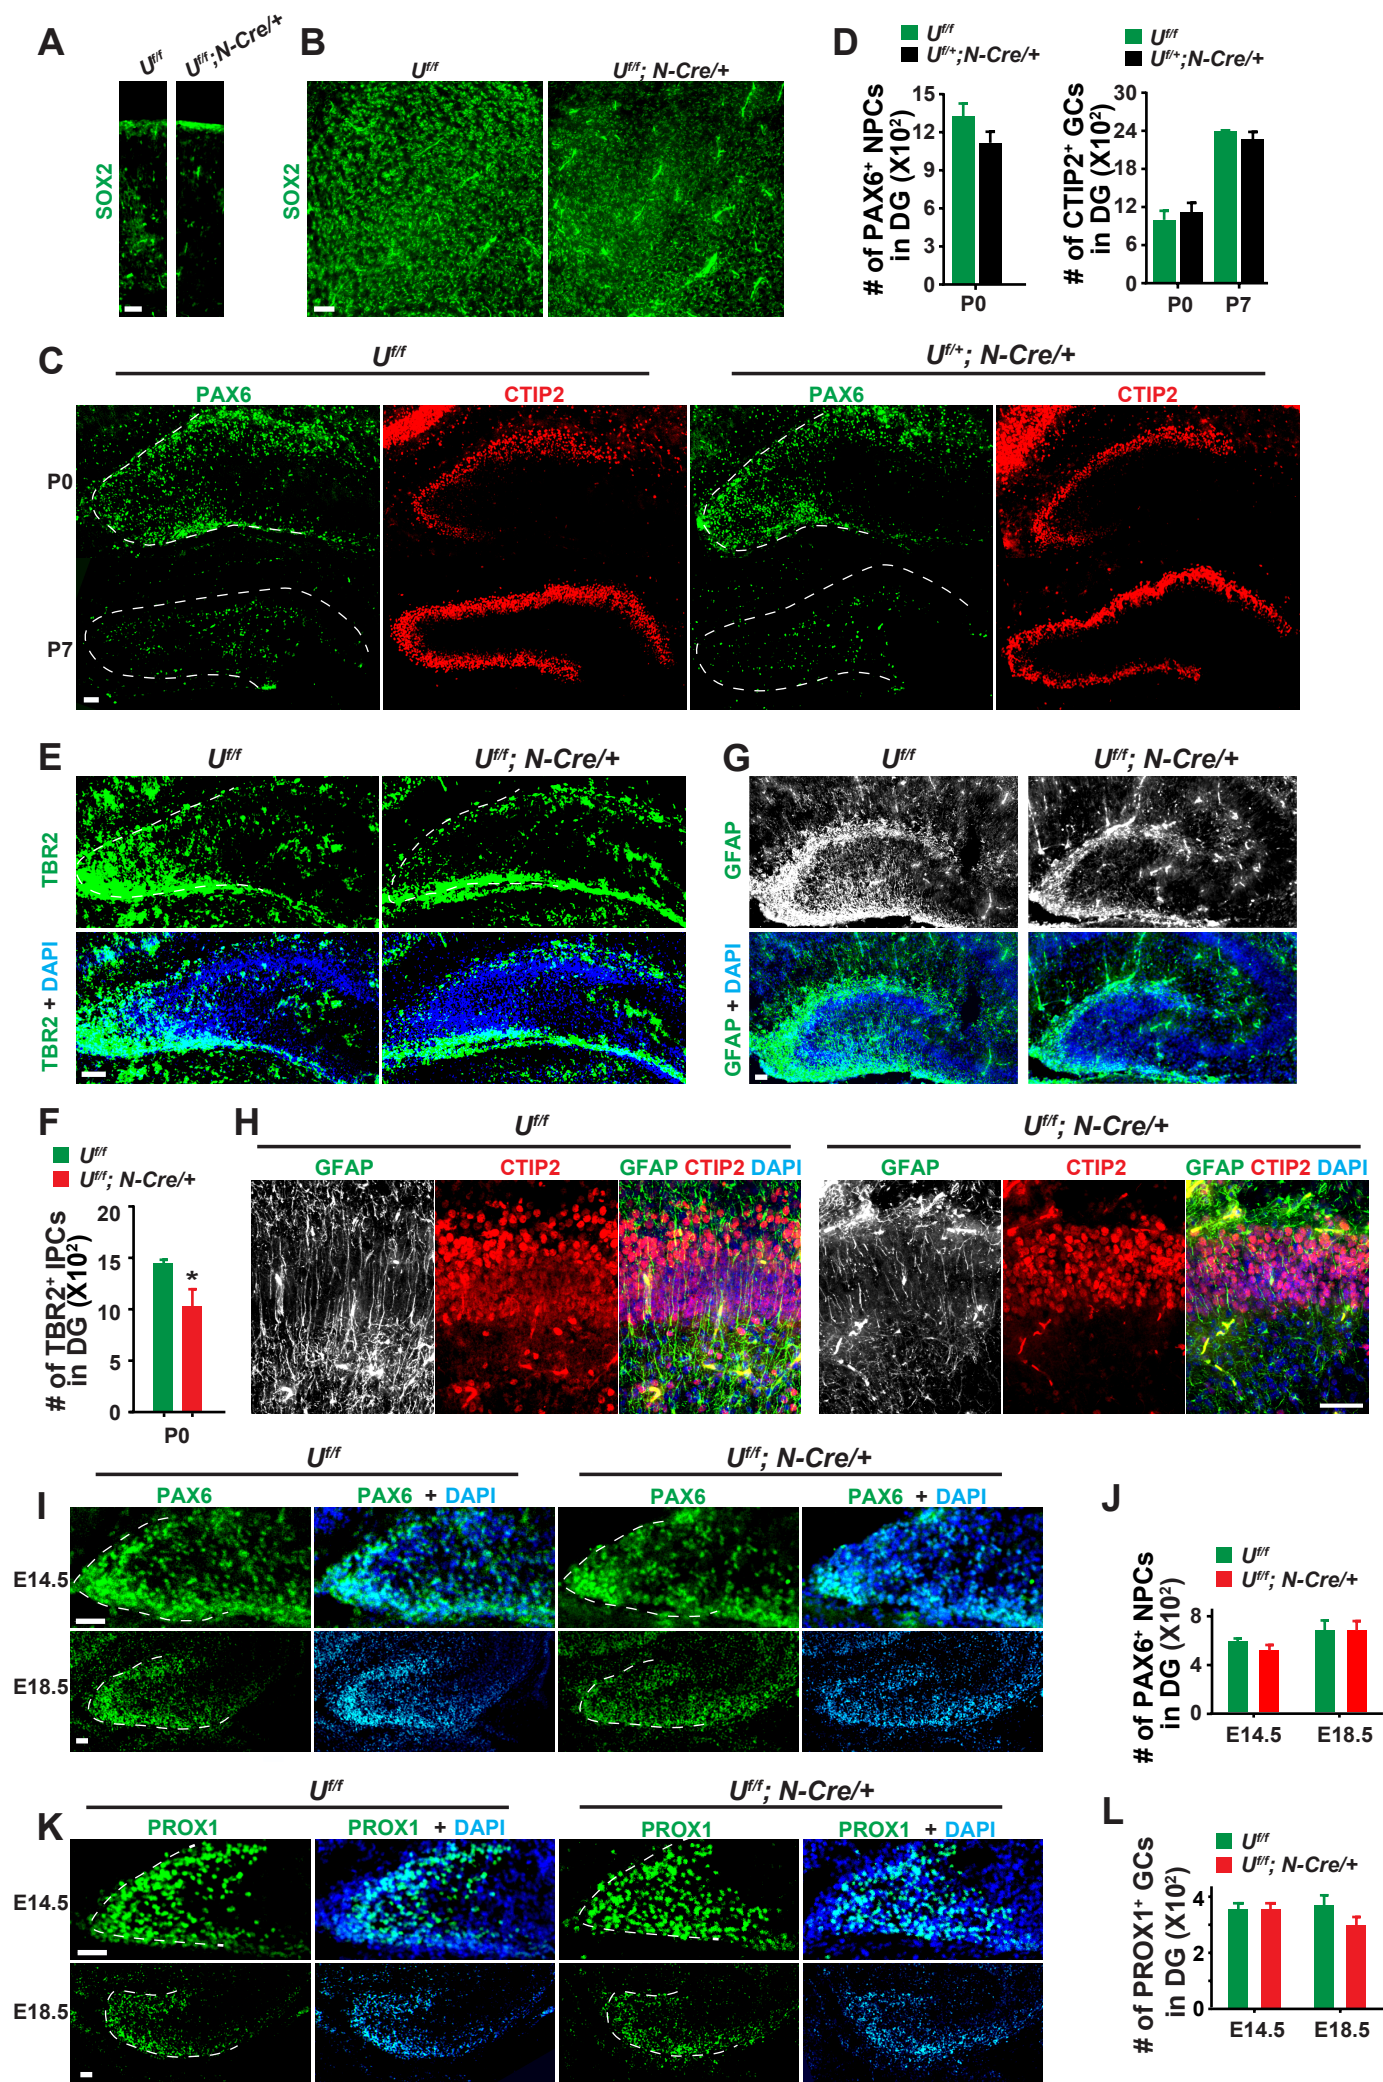 A
U^f/f
U^f/f;N-Cre/+
SOX2
B
U^f/f
U^f/f; N-Cre/+
SOX2
D
U^f/f
U^f/+;N-Cre/+
# of PAX6⁺ NPCs
in DG (X10²)
15
12
9
6
3
0
P0
U^f/f
U^f/+;N-Cre/+
# of CTIP2⁺ GCs
in DG (X10²)
30
24
18
12
6
0
P0 P7
C
U^f/f
U^f/+; N-Cre/+
PAX6 CTIP2 PAX6 CTIP2
P0
P7
E
U^f/f
U^f/f; N-Cre/+
TBR2
TBR2 + DAPI
G
U^f/f
U^f/f; N-Cre/+
GFAP
GFAP + DAPI
F
U^f/f
U^f/f; N-Cre/+
# of TBR2⁺ IPCs
in DG (X10²)
20
15
10
5
0
*
P0
H
U^f/f
U^f/f; N-Cre/+
GFAP CTIP2 GFAP CTIP2 DAPI
GFAP CTIP2 GFAP CTIP2 DAPI
I
U^f/f
U^f/f; N-Cre/+
PAX6 PAX6 + DAPI PAX6 PAX6 + DAPI
E14.5
E18.5
J
U^f/f
U^f/f; N-Cre/+
# of PAX6⁺ NPCs
in DG (X10²)
8
4
0
E14.5 E18.5
K
U^f/f
U^f/f; N-Cre/+
PROX1 PROX1 + DAPI PROX1 PROX1 + DAPI
E14.5
E18.5
L
U^f/f
U^f/f; N-Cre/+
# of PROX1⁺ GCs
in DG (X10²)
4
2
0
E14.5 E18.5